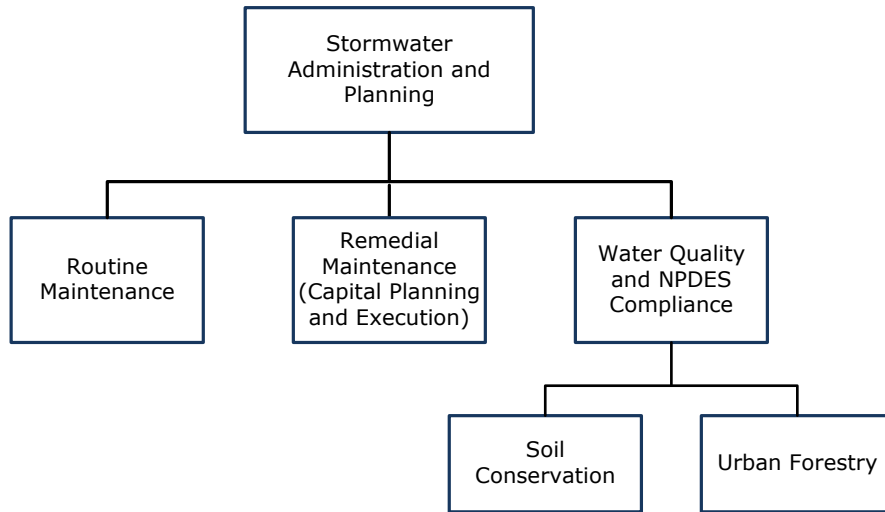 Stormwater
Administration and
Planning
Routine
Maintenance
Remedial
Maintenance
(Capital Planning
and Execution)
Water Quality
and NPDES
Compliance
Soil
Conservation
Urban Forestry